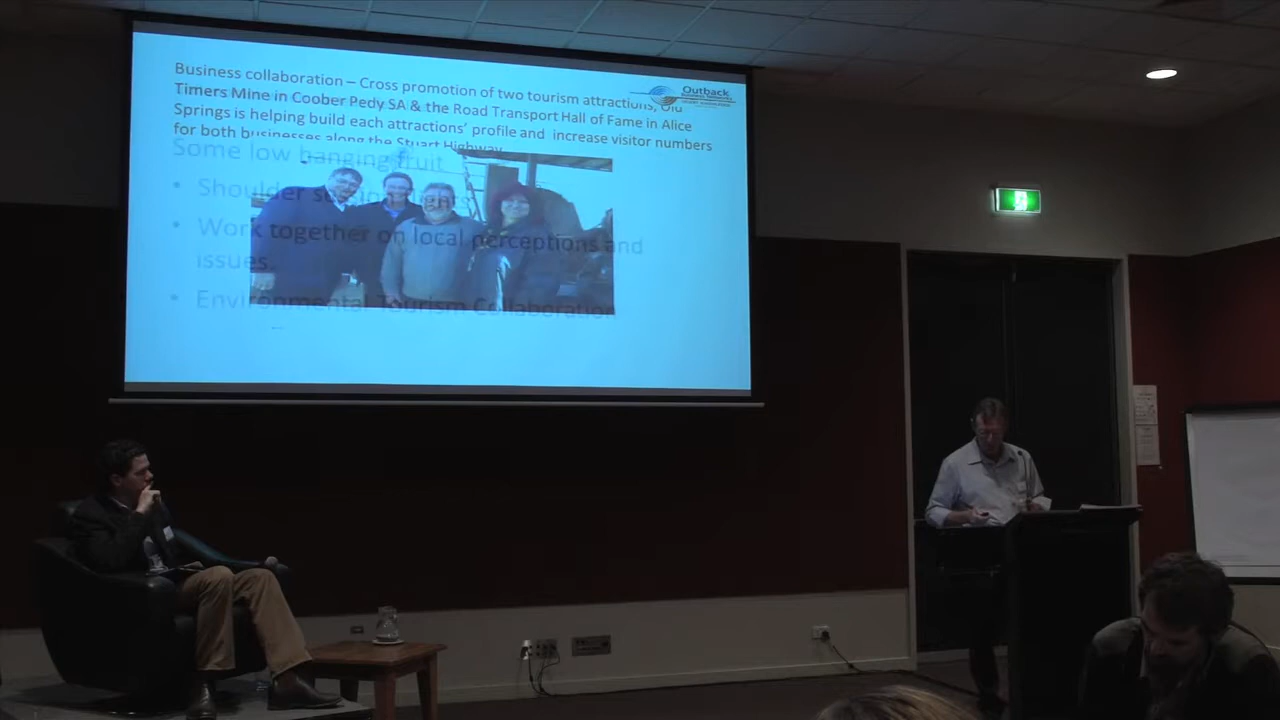 Business collaboration – Cross promotion of two tourism attractions, Old
Timers Mine in Coober Pedy SA & the Road Transport Hall of Fame in Alice
Springs is helping build each attractions' profile and increase visitor numbers
for both businesses along the Stuart Highway
Outback
Some low hanging fruit
• Shoulder season
• Work together on local perceptions and
issues.
• Environmental Tourism Collaboration